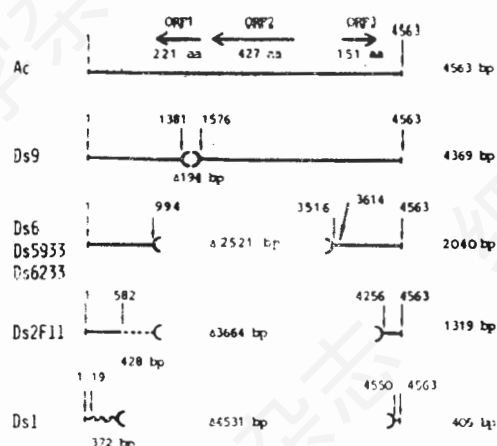 ORF1 ORF2 ORF3
221 aa 427 aa 151 aa 4563
Ac 4563 bp
1 1381 1576 4563
Ds9 4369 bp
Δ194 bp
1 994 3516 3614 4563
Ds6
Ds5933 Δ2521 bp 2040 bp
Ds6233
1 582 4256 4563
Ds2F11 Δ3664 bp 1319 bp
420 bp
1 19 4550 4563
Ds1 Δ4531 bp 405 bp
372 bp